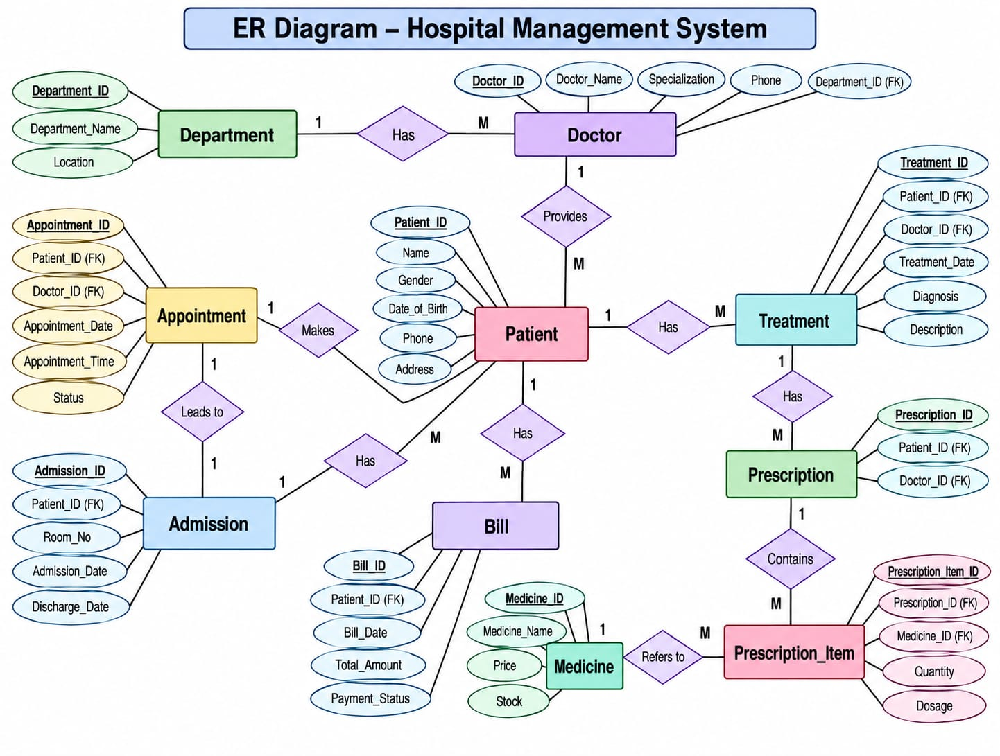 ER Diagram – Hospital Management System
Department_ID
Department_Name
Location
Department
1
Has
M
Doctor_ID
Doctor_Name
Specialization
Phone
Department_ID (FK)
Doctor
1
Provides
M
Appointment_ID
Patient_ID (FK)
Doctor_ID (FK)
Appointment_Date
Appointment_Time
Status
Appointment
1
Makes
Patient_ID
Name
Gender
Date_of_Birth
Phone
Address
Patient
1
Has
M
Treatment_ID
Patient_ID (FK)
Doctor_ID (FK)
Treatment_Date
Diagnosis
Description
Treatment
1
Leads to
1
Admission_ID
Patient_ID (FK)
Room_No
Admission_Date
Discharge_Date
Admission
1
Has
M
1
Has
M
Bill
Bill_ID
Patient_ID (FK)
Bill_Date
Total_Amount
Payment_Status
1
Has
M
Prescription_ID
Patient_ID (FK)
Doctor_ID (FK)
Prescription
1
Contains
M
Medicine_ID
Medicine_Name
Price
Stock
Medicine
1
Refers to
M
Prescription_Item
Prescription_Item_ID
Prescription_ID (FK)
Medicine_ID (FK)
Quantity
Dosage